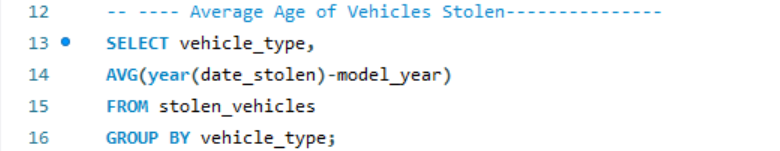 12 -- ---- Average Age of Vehicles Stolen---------------
13 SELECT vehicle_type,
14 AVG(year(date_stolen)-model_year)
15 FROM stolen_vehicles
16 GROUP BY vehicle_type;